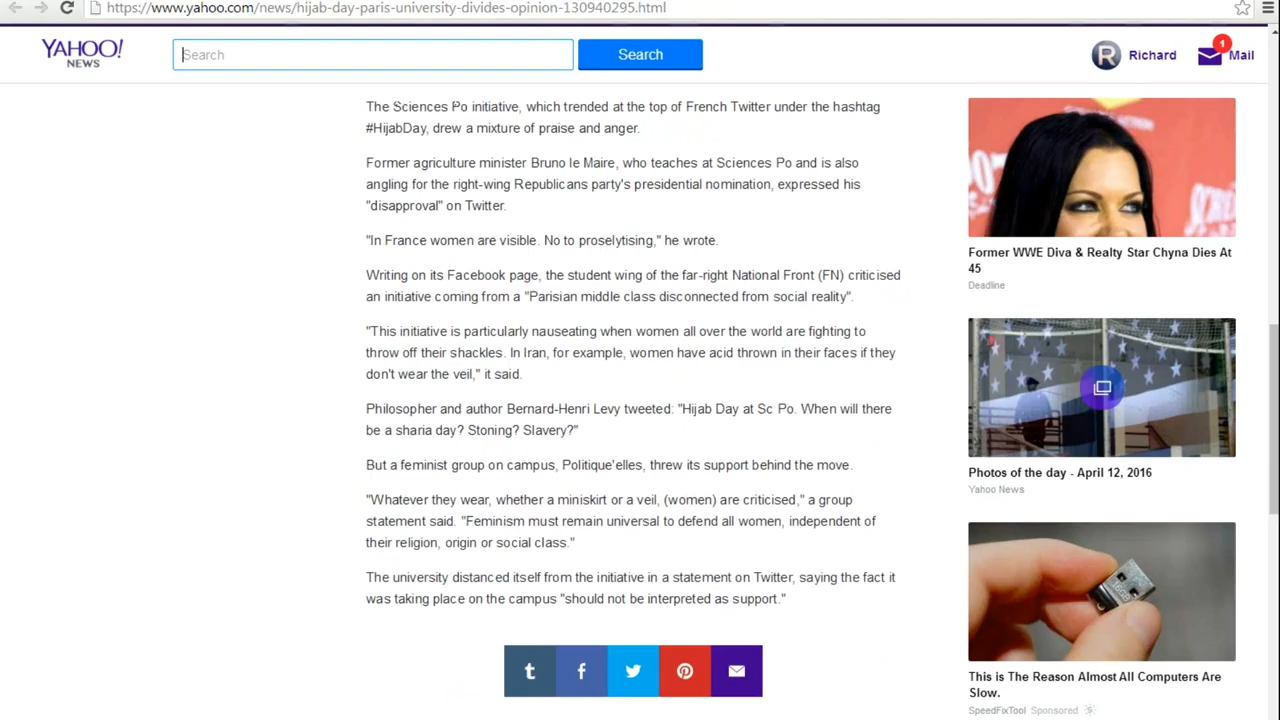 https://www.yahoo.com/news/hijab-day-paris-university-divides-opinion-130940295.html
YAHOO!
NEWS
Search
Search
Richard
1
Mail
The Sciences Po initiative, which trended at the top of French Twitter under the hashtag
#HijabDay, drew a mixture of praise and anger.
Former agriculture minister Bruno le Maire, who teaches at Sciences Po and is also
angling for the right-wing Republicans party's presidential nomination, expressed his
"disapproval" on Twitter.
"In France women are visible. No to proselytising," he wrote.
Writing on its Facebook page, the student wing of the far-right National Front (FN) criticised
an initiative coming from a "Parisian middle class disconnected from social reality".
"This initiative is particularly nauseating when women all over the world are fighting to
throw off their shackles. In Iran, for example, women have acid thrown in their faces if they
don't wear the veil," it said.
Philosopher and author Bernard-Henri Levy tweeted: "Hijab Day at Sc Po. When will there
be a sharia day? Stoning? Slavery?"
But a feminist group on campus, Politique'elles, threw its support behind the move.
"Whatever they wear, whether a miniskirt or a veil, (women) are criticised," a group
statement said. "Feminism must remain universal to defend all women, independent of
their religion, origin or social class."
The university distanced itself from the initiative in a statement on Twitter, saying the fact it
was taking place on the campus "should not be interpreted as support."
Former WWE Diva & Realty Star Chyna Dies At
45
Deadline
Photos of the day - April 12, 2016
Yahoo News
This is The Reason Almost All Computers Are
Slow.
SpeedFixTool Sponsored